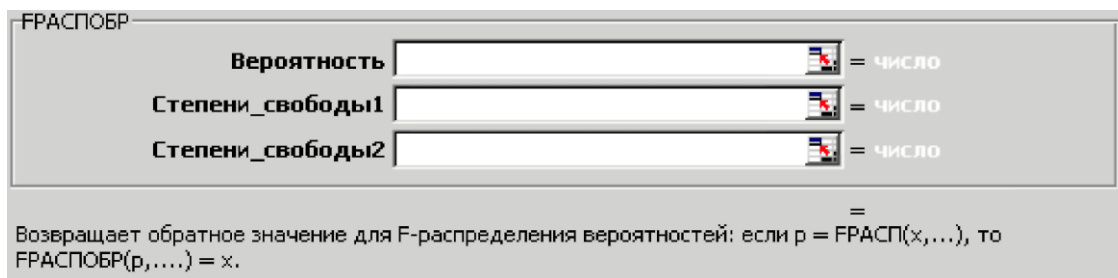 FРАСПОБР
Вероятность = число
Степени_свободы1 = число
Степени_свободы2 = число
=
Возвращает обратное значение для F-распределения вероятностей: если p = FРАСП(x,...), то
FРАСПОБР(p,....) = x.